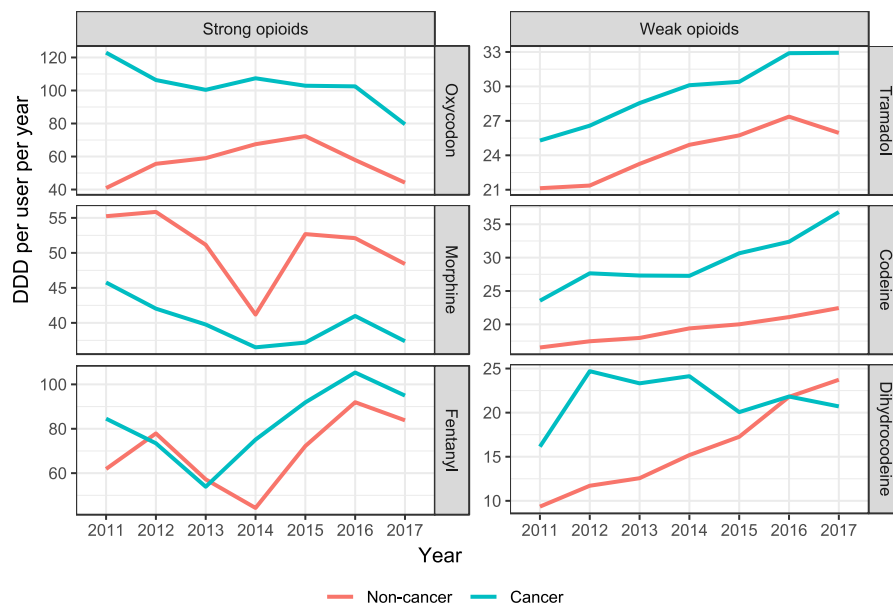 Strong opioids
Weak opioids
DDD per user per year
120
100
80
60
40
Oxycodon
33
30
27
24
21
Tramadol
55
50
45
40
Morphine
35
30
25
20
Codeine
100
80
60
Fentanyl
25
20
15
10
Dihydrocodeine
2011 2012 2013 2014 2015 2016 2017
2011 2012 2013 2014 2015 2016 2017
Year
Non-cancer Cancer